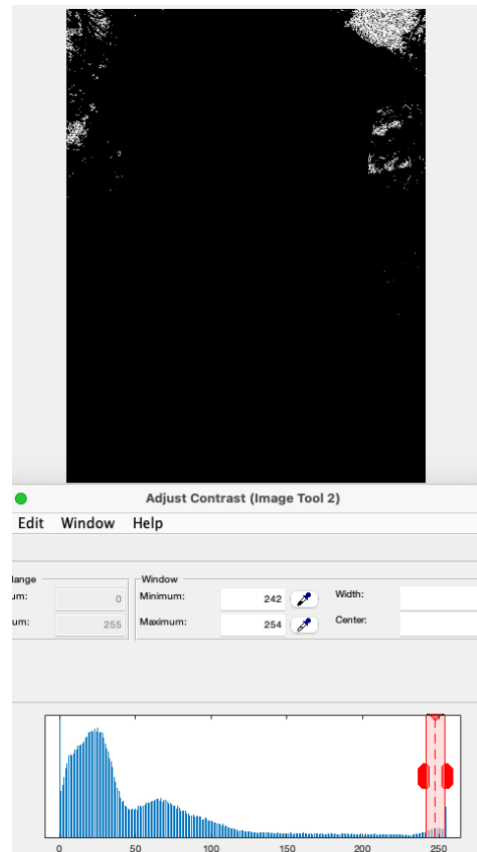 Adjust Contrast (Image Tool 2)
Edit Window Help
Range Window
um: 0 Minimum: 242 Width:
um: 255 Maximum: 254 Center:
0 50 100 150 200 250